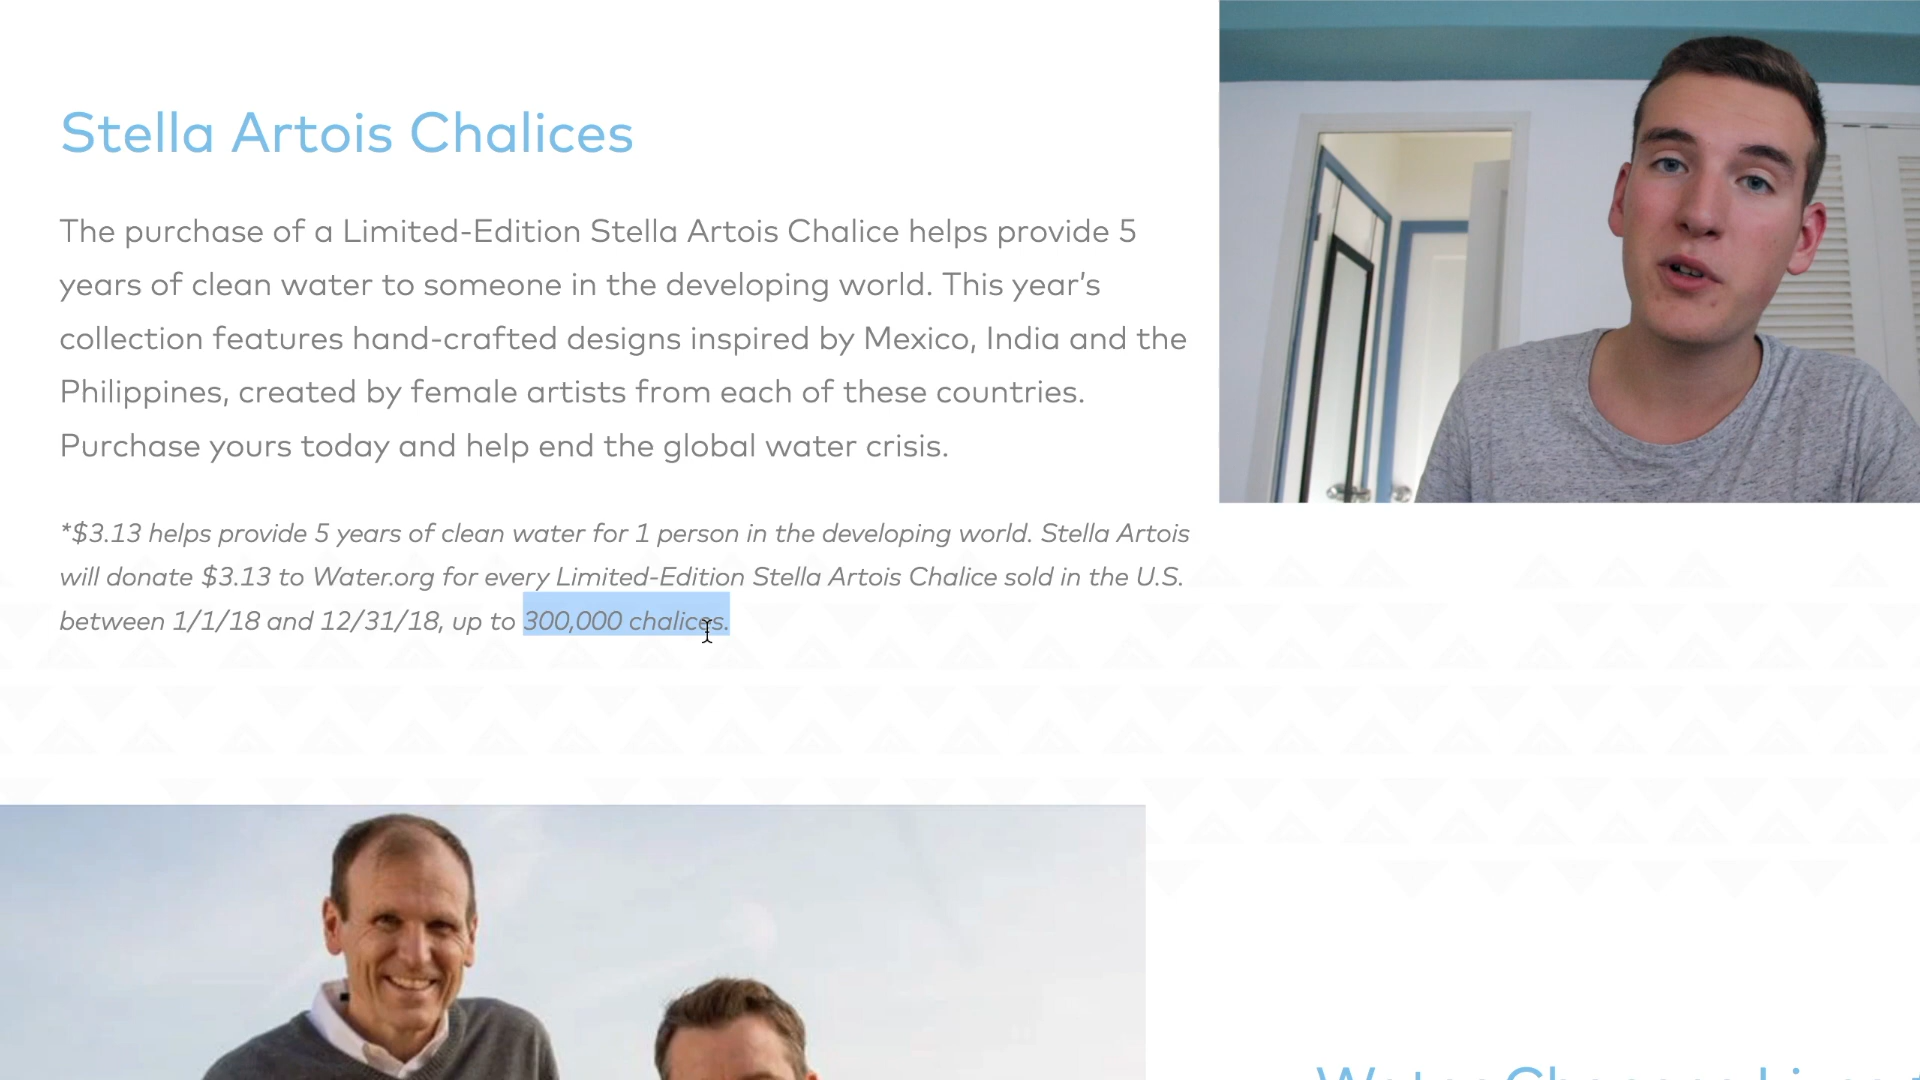 Stella Artois Chalices
The purchase of a Limited-Edition Stella Artois Chalice helps provide 5
years of clean water to someone in the developing world. This year’s
collection features hand-crafted designs inspired by Mexico, India and the
Philippines, created by female artists from each of these countries.
Purchase yours today and help end the global water crisis.
*$3.13 helps provide 5 years of clean water for 1 person in the developing world. Stella Artois
will donate $3.13 to Water.org for every Limited-Edition Stella Artois Chalice sold in the U.S.
between 1/1/18 and 12/31/18, up to 300,000 chalices.